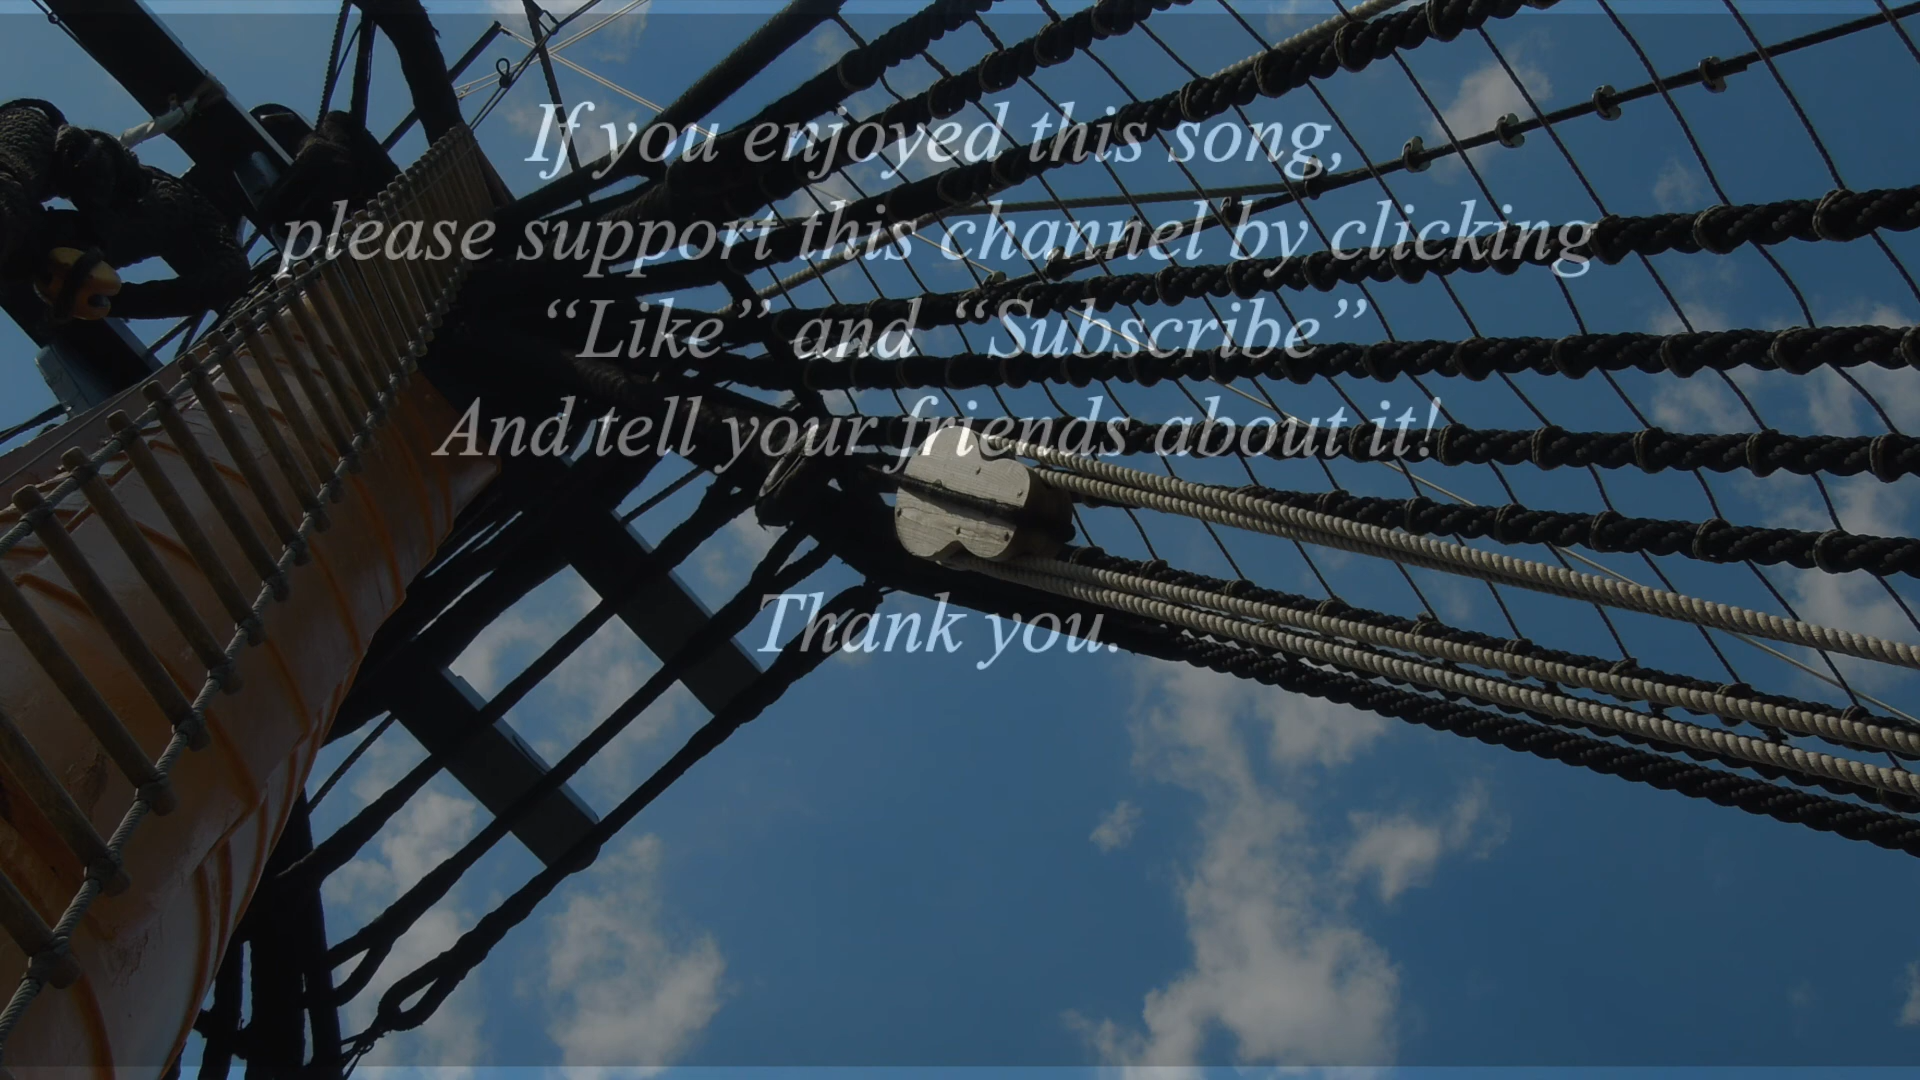 If you enjoyed this song,
please support this channel by clicking
“Like” and “Subscribe”
And tell your friends about it!
Thank you.